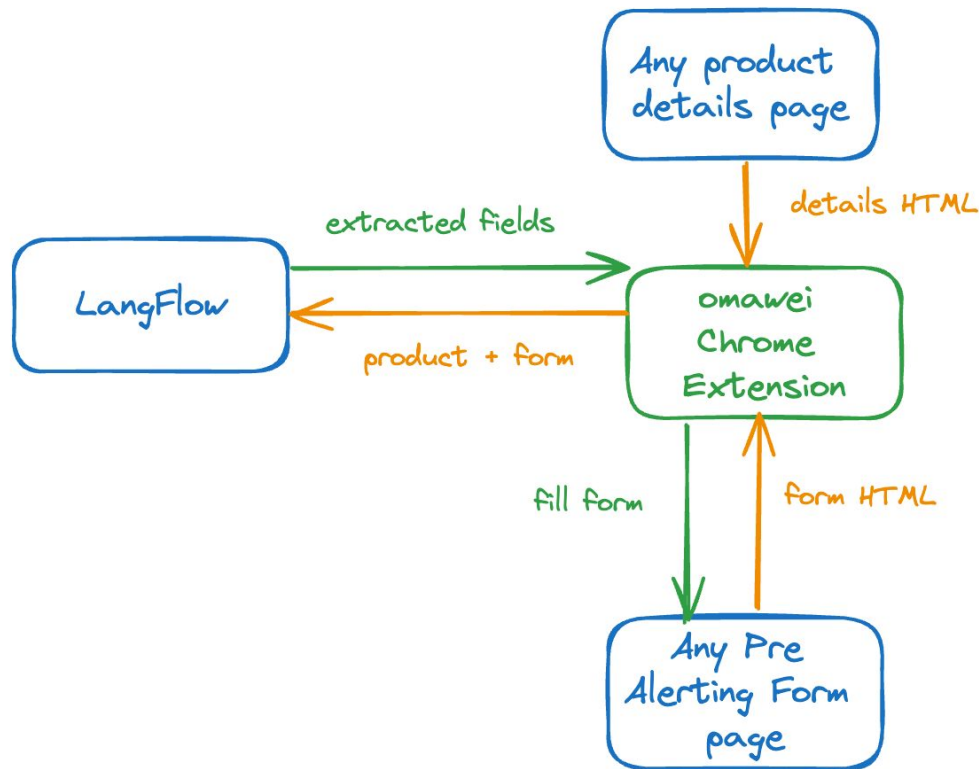 Any product
details page
details HTML
extracted fields
LangFlow
omawei
Chrome
Extension
product + form
fill form
form HTML
Any Pre
Alerting Form
page